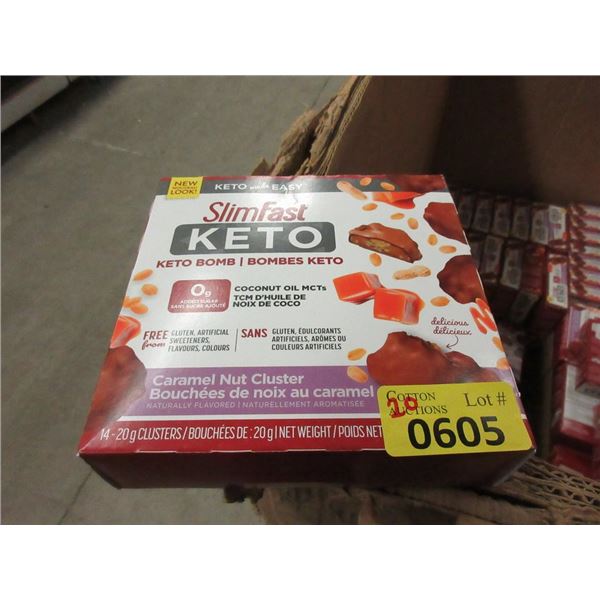 NEW
LOOK!
KETO made EASY
SlimFast
KETO
KETO BOMB | BOMBES KETO
0g
ADDED SUGAR
SANS SUCRE AJOUTÉ
COCONUT OIL MCTs
TCM D'HUILE DE
NOIX DE COCO
FREE from
GLUTEN, ARTIFICIAL
SWEETENERS,
FLAVOURS, COLOURS
SANS
GLUTEN, ÉDULCORANTS
ARTIFICIELS, ARÔMES OU
COULEURS ARTIFICIELS
delicious
délicieux
Caramel Nut Cluster
Bouchées de noix au caramel
NATURALLY FLAVORED | NATURELLEMENT AROMATISÉE
14 - 20 g CLUSTERS / BOUCHÉES DE : 20 g | NET WEIGHT / POIDS NET
COTTON
AUCTIONS
Lot #
28
0605